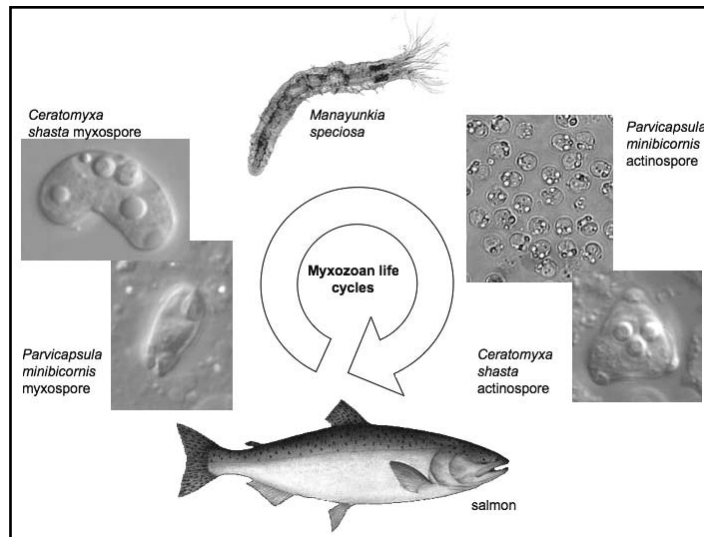 Ceratomyxa
shasta myxospore
Manayunkia
speciosa
Parvicapsula
minibicornis
actinospore
Myxozoan life
cycles
Parvicapsula
minibicornis
myxospore
Ceratomyxa
shasta
actinospore
salmon